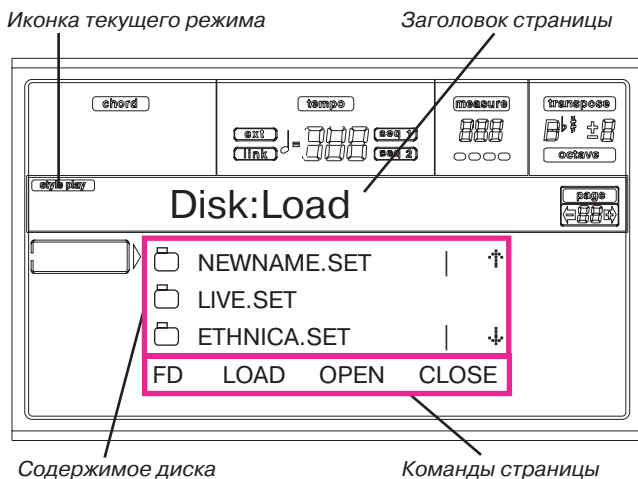 Иконка текущего режима
Заголовок страницы
chord
tempo
measure
transpose
ext
link
seq 1
seq 2
octave
style play
Disk:Load
page
NEWNAME.SET
LIVE.SET
ETHNICA.SET
FD LOAD OPEN CLOSE
Содержимое диска
Команды страницы